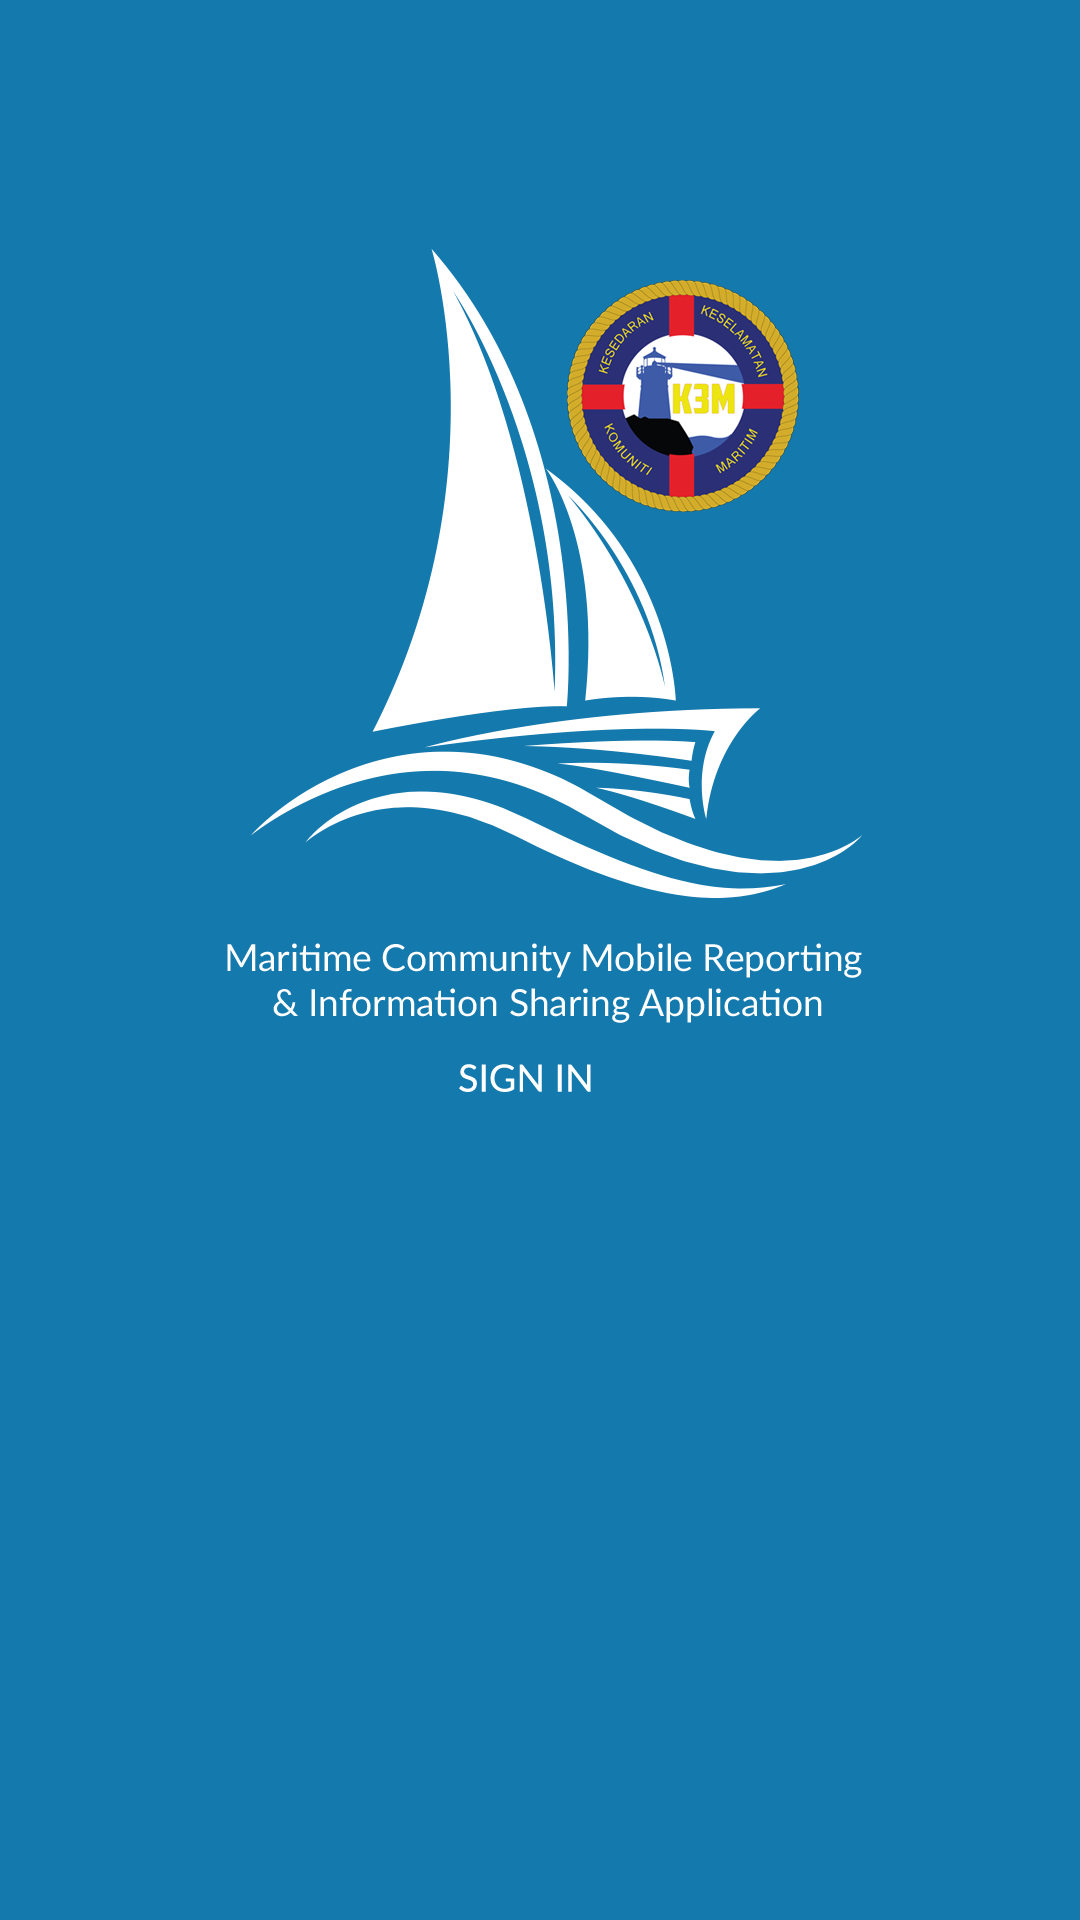 KESEDARAN
KESELAMATAN
K3M
KOMUNITI
MARITIM
Maritime Community Mobile Reporting
& Information Sharing Application
SIGN IN